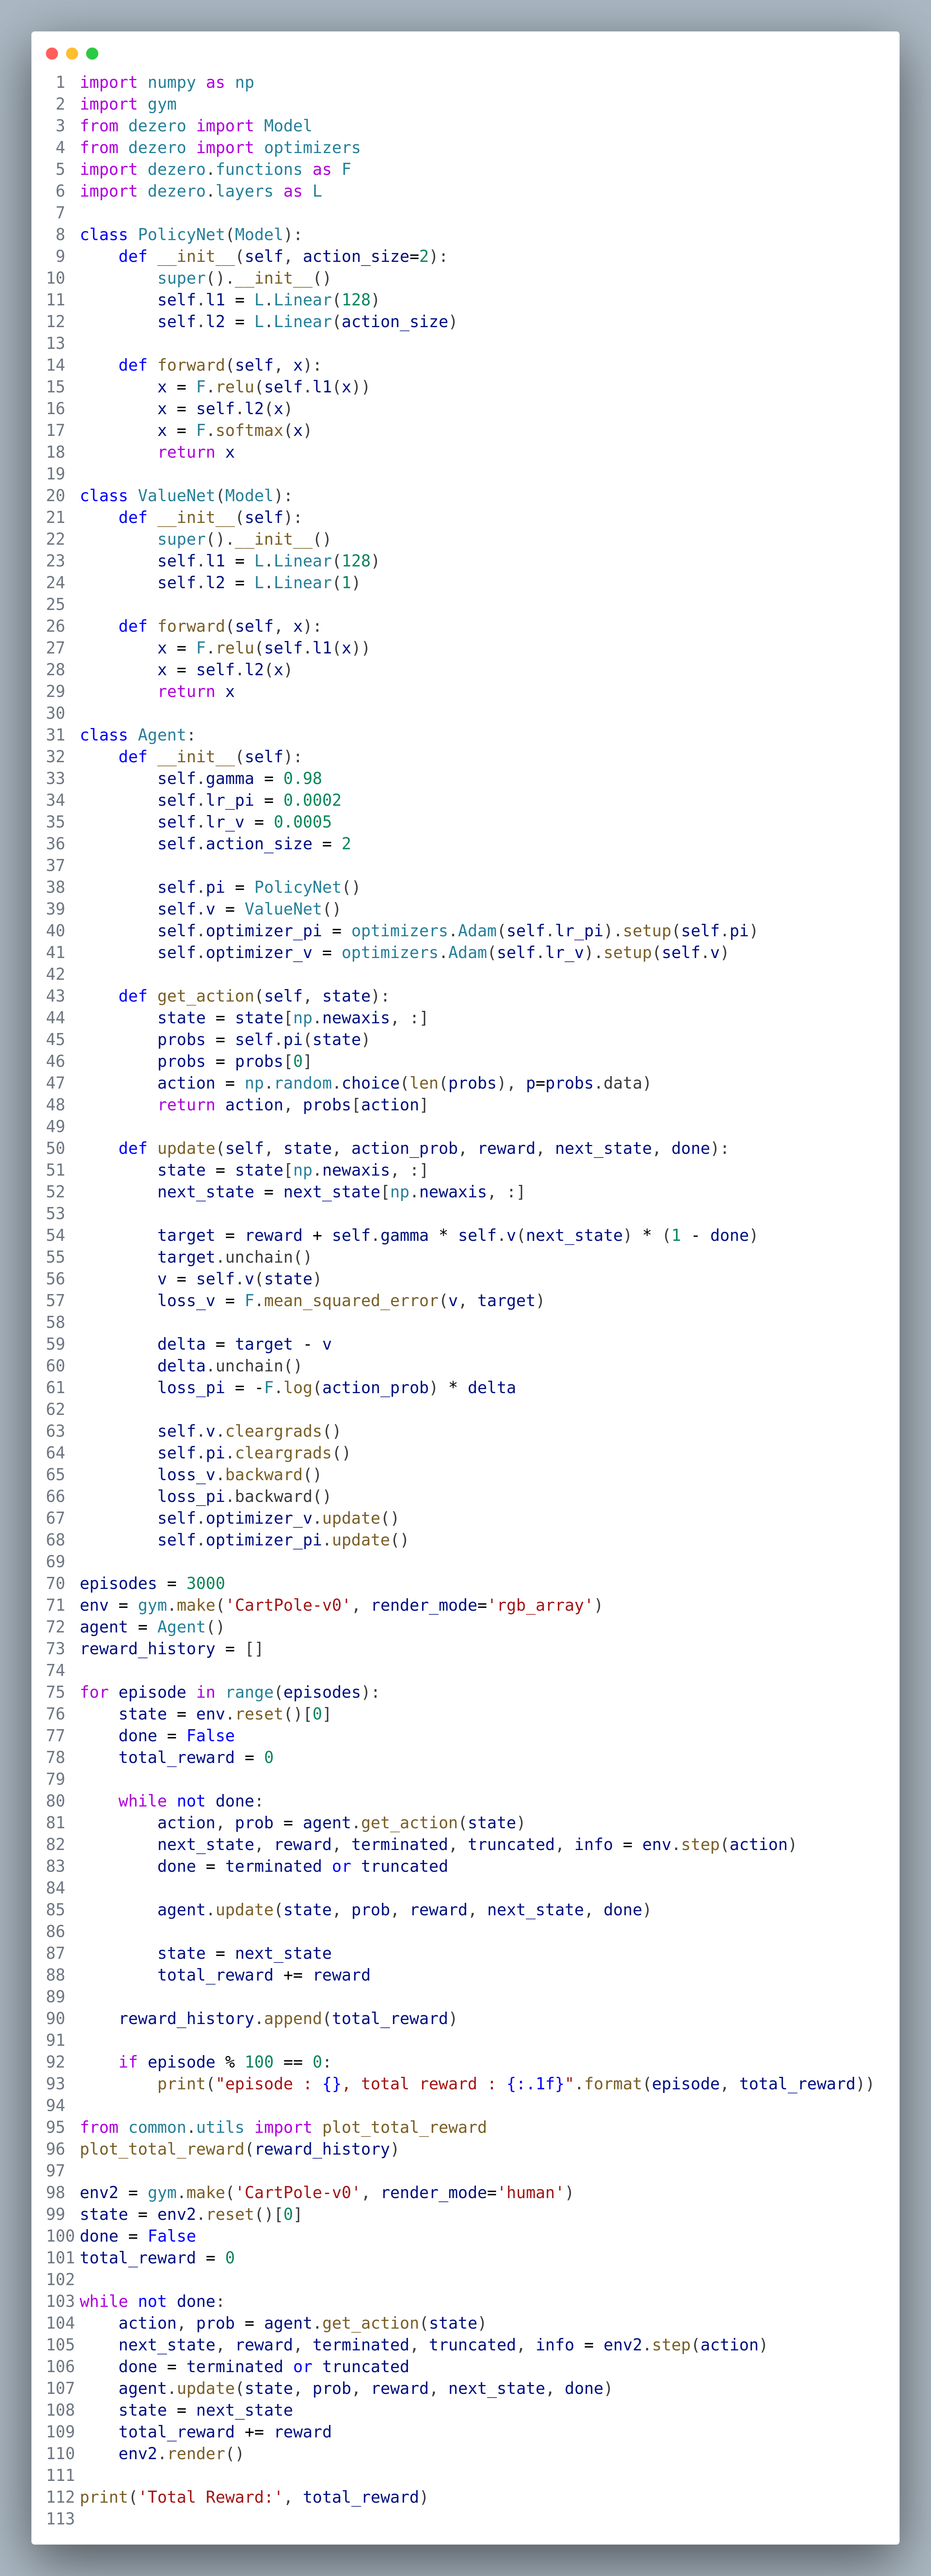 1 import numpy as np
2 import gym
3 from dezero import Model
4 from dezero import optimizers
5 import dezero.functions as F
6 import dezero.layers as L
7
8 class PolicyNet(Model):
9     def __init__(self, action_size=2):
10         super().__init__()
11         self.l1 = L.Linear(128)
12         self.l2 = L.Linear(action_size)
13
14     def forward(self, x):
15         x = F.relu(self.l1(x))
16         x = self.l2(x)
17         x = F.softmax(x)
18         return x
19
20 class ValueNet(Model):
21     def __init__(self):
22         super().__init__()
23         self.l1 = L.Linear(128)
24         self.l2 = L.Linear(1)
25
26     def forward(self, x):
27         x = F.relu(self.l1(x))
28         x = self.l2(x)
29         return x
30
31 class Agent:
32     def __init__(self):
33         self.gamma = 0.98
34         self.lr_pi = 0.0002
35         self.lr_v = 0.0005
36         self.action_size = 2
37
38         self.pi = PolicyNet()
39         self.v = ValueNet()
40         self.optimizer_pi = optimizers.Adam(self.lr_pi).setup(self.pi)
41         self.optimizer_v = optimizers.Adam(self.lr_v).setup(self.v)
42
43     def get_action(self, state):
44         state = state[np.newaxis, :]
45         probs = self.pi(state)
46         probs = probs[0]
47         action = np.random.choice(len(probs), p=probs.data)
48         return action, probs[action]
49
50     def update(self, state, action_prob, reward, next_state, done):
51         state = state[np.newaxis, :]
52         next_state = next_state[np.newaxis, :]
53
54         target = reward + self.gamma * self.v(next_state) * (1 - done)
55         target.unchain()
56         v = self.v(state)
57         loss_v = F.mean_squared_error(v, target)
58
59         delta = target - v
60         delta.unchain()
61         loss_pi = -F.log(action_prob) * delta
62
63         self.v.cleargrads()
64         self.pi.cleargrads()
65         loss_v.backward()
66         loss_pi.backward()
67         self.optimizer_v.update()
68         self.optimizer_pi.update()
69
70 episodes = 3000
71 env = gym.make('CartPole-v0', render_mode='rgb_array')
72 agent = Agent()
73 reward_history = []
74
75 for episode in range(episodes):
76     state = env.reset()[0]
77     done = False
78     total_reward = 0
79
80     while not done:
81         action, prob = agent.get_action(state)
82         next_state, reward, terminated, truncated, info = env.step(action)
83         done = terminated or truncated
84
85         agent.update(state, prob, reward, next_state, done)
86
87         state = next_state
88         total_reward += reward
89
90     reward_history.append(total_reward)
91
92     if episode % 100 == 0:
93         print("episode : {}, total reward : {:.1f}".format(episode, total_reward))
94
95 from common.utils import plot_total_reward
96 plot_total_reward(reward_history)
97
98 env2 = gym.make('CartPole-v0', render_mode='human')
99 state = env2.reset()[0]
100 done = False
101 total_reward = 0
102
103 while not done:
104     action, prob = agent.get_action(state)
105     next_state, reward, terminated, truncated, info = env2.step(action)
106     done = terminated or truncated
107     agent.update(state, prob, reward, next_state, done)
108     state = next_state
109     total_reward += reward
110     env2.render()
111
112 print('Total Reward:', total_reward)
113